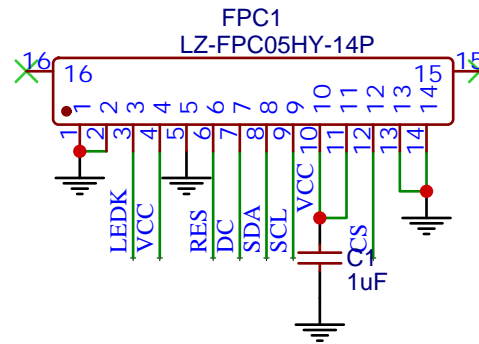 FPC1
LZ-FPC05HY-14P
16 15
16 15
1 2 3 4 5 6 7 8 9 10 11 12 13 14
1 2 3 4 5 6 7 8 9 10 11 12 13 14
LEDK VCC RES DC SDA SCL VCC CS
C1
1uF